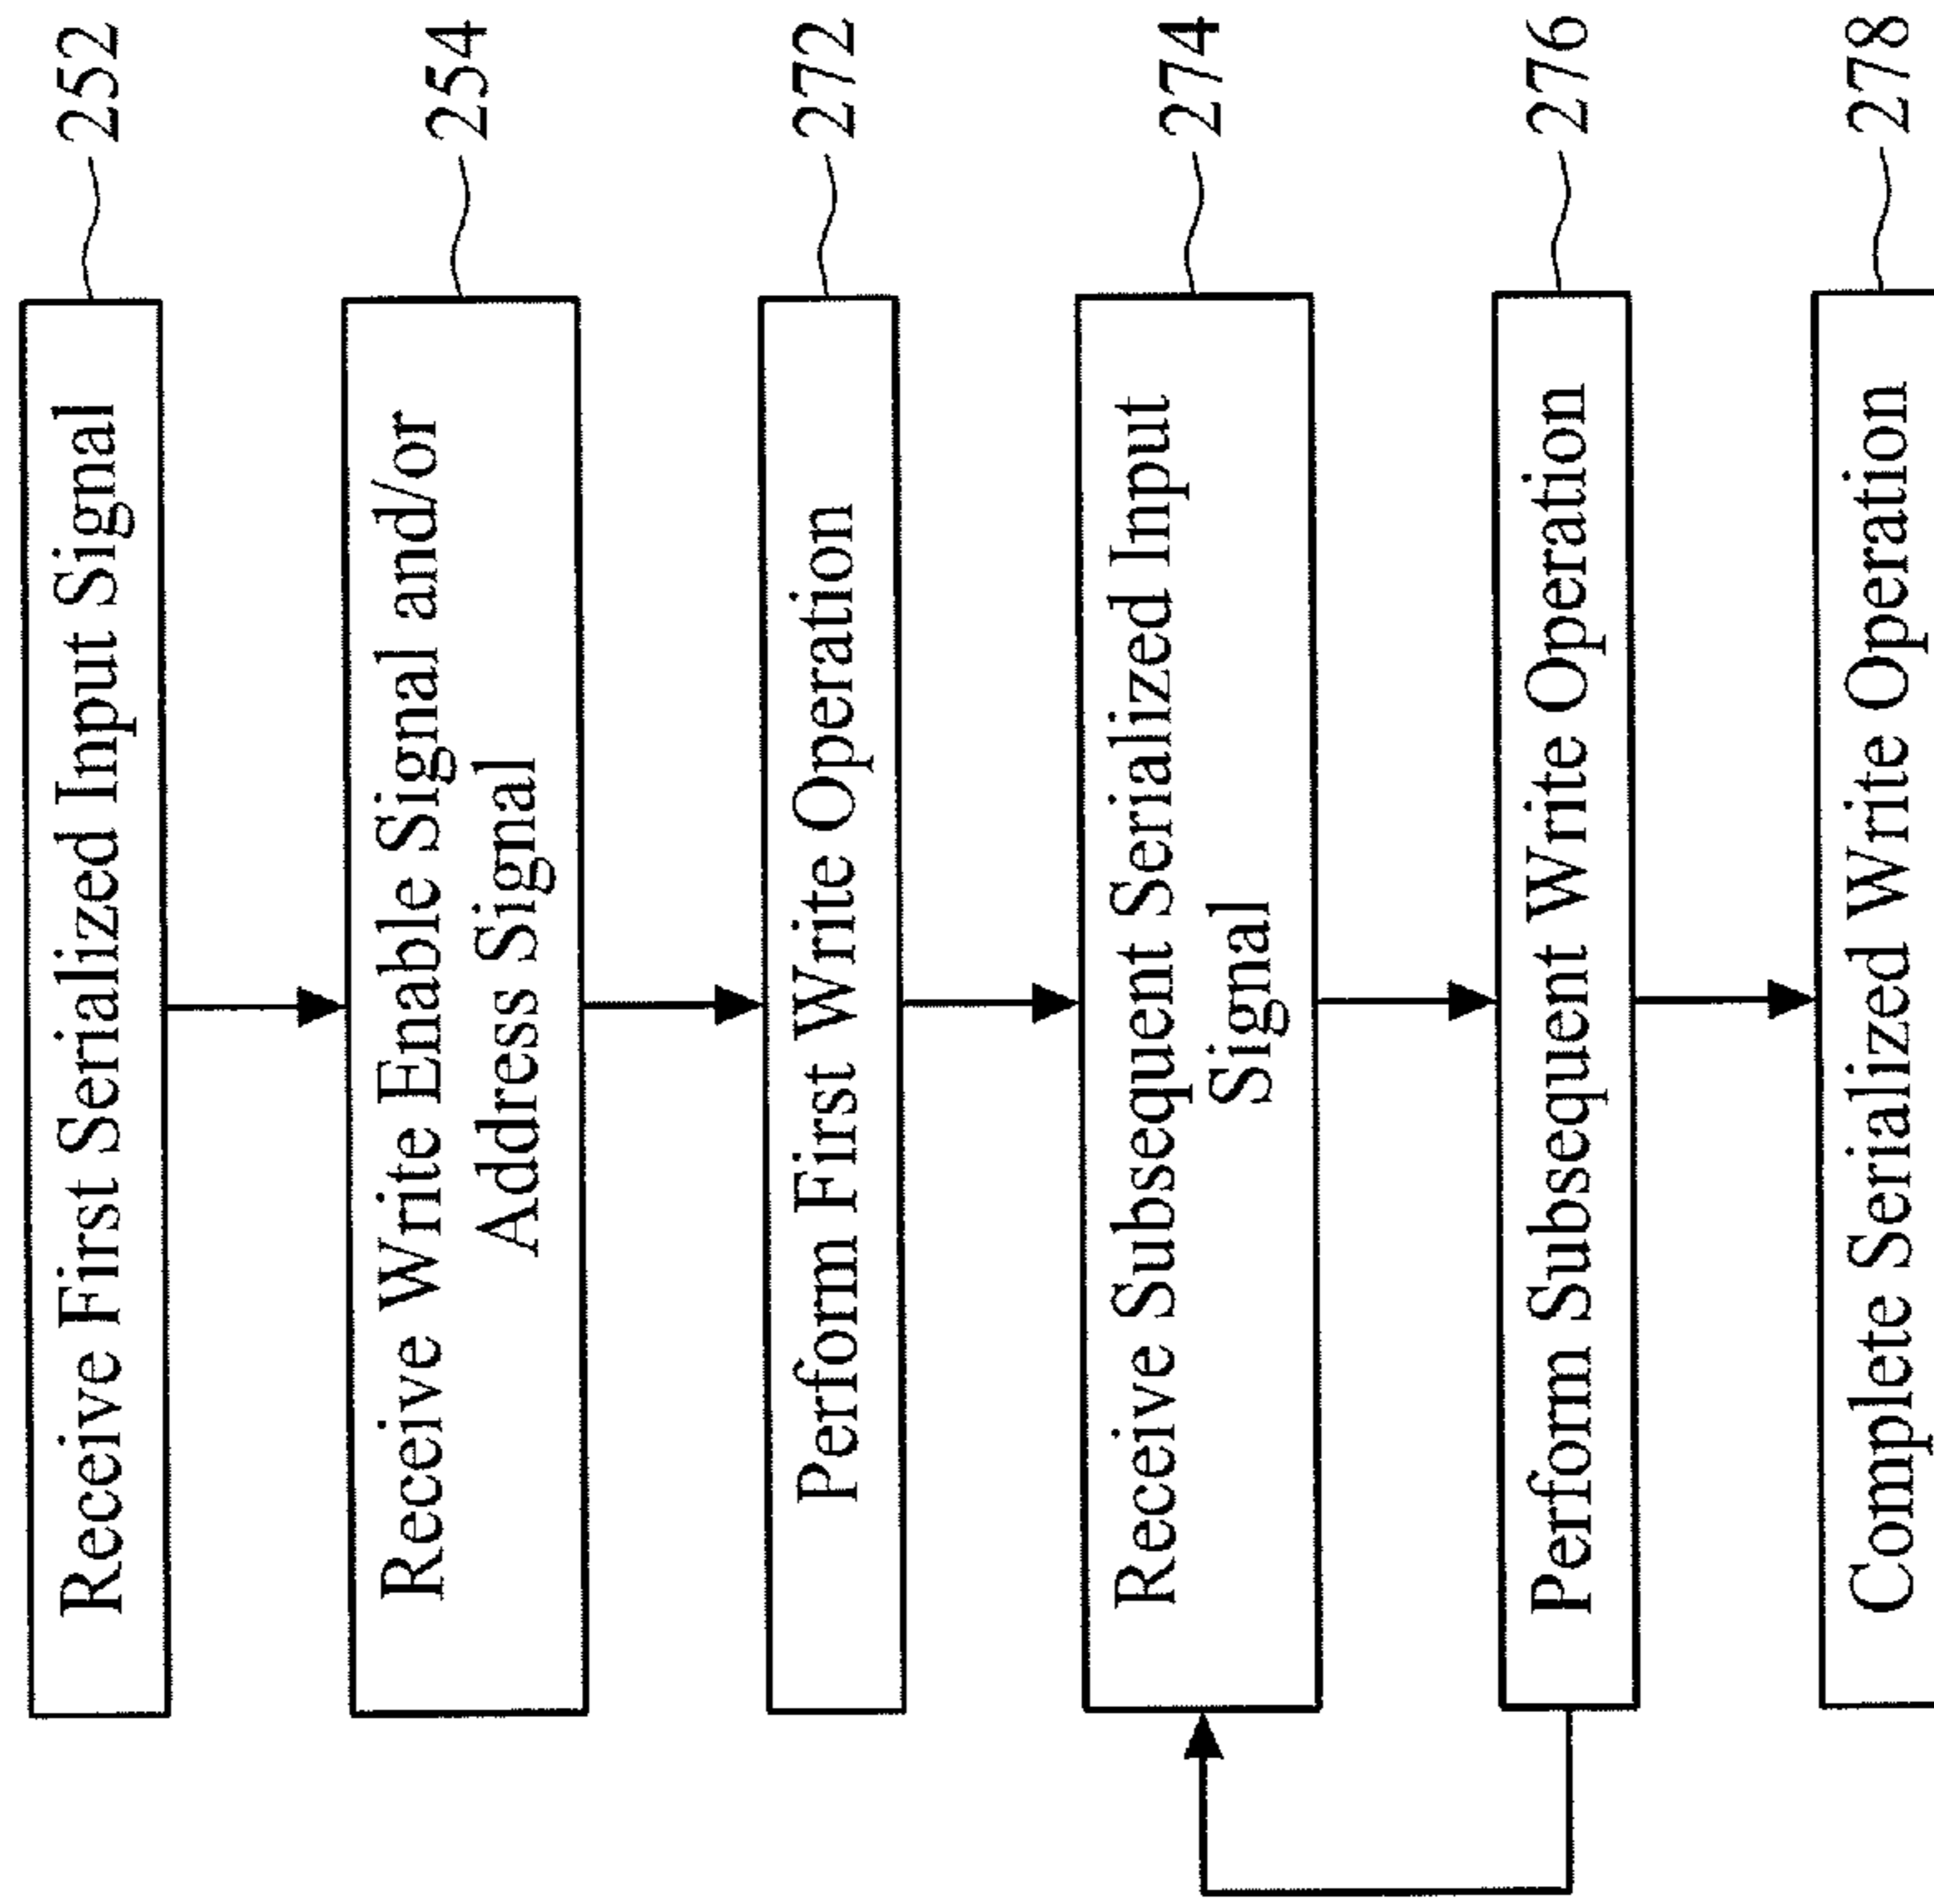 Receive First Serialized Input Signal
252
Receive Write Enable Signal and/or
Address Signal
254
Perform First Write Operation
272
Receive Subsequent Serialized Input
Signal
274
Perform Subsequent Write Operation
276
Complete Serialized Write Operation
278